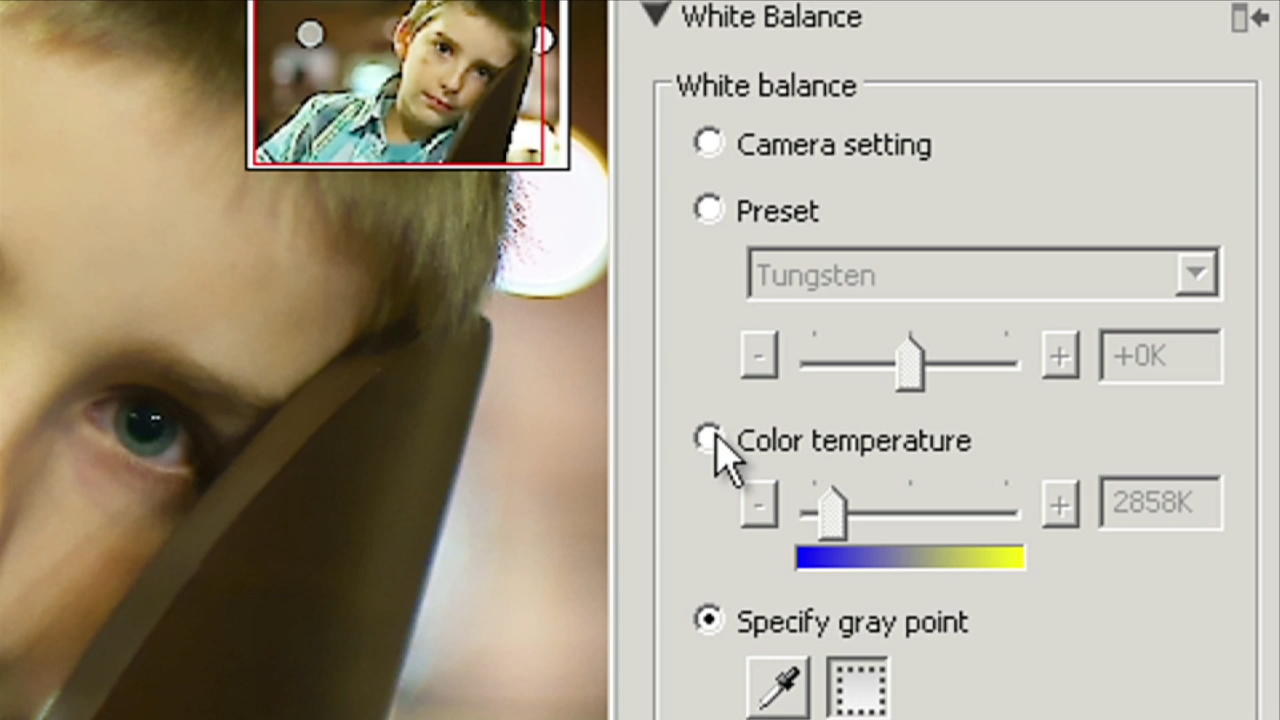 White Balance
White balance
Camera setting
Preset
Tungsten
- + +0K
Color temperature
- + 2858K
Specify gray point